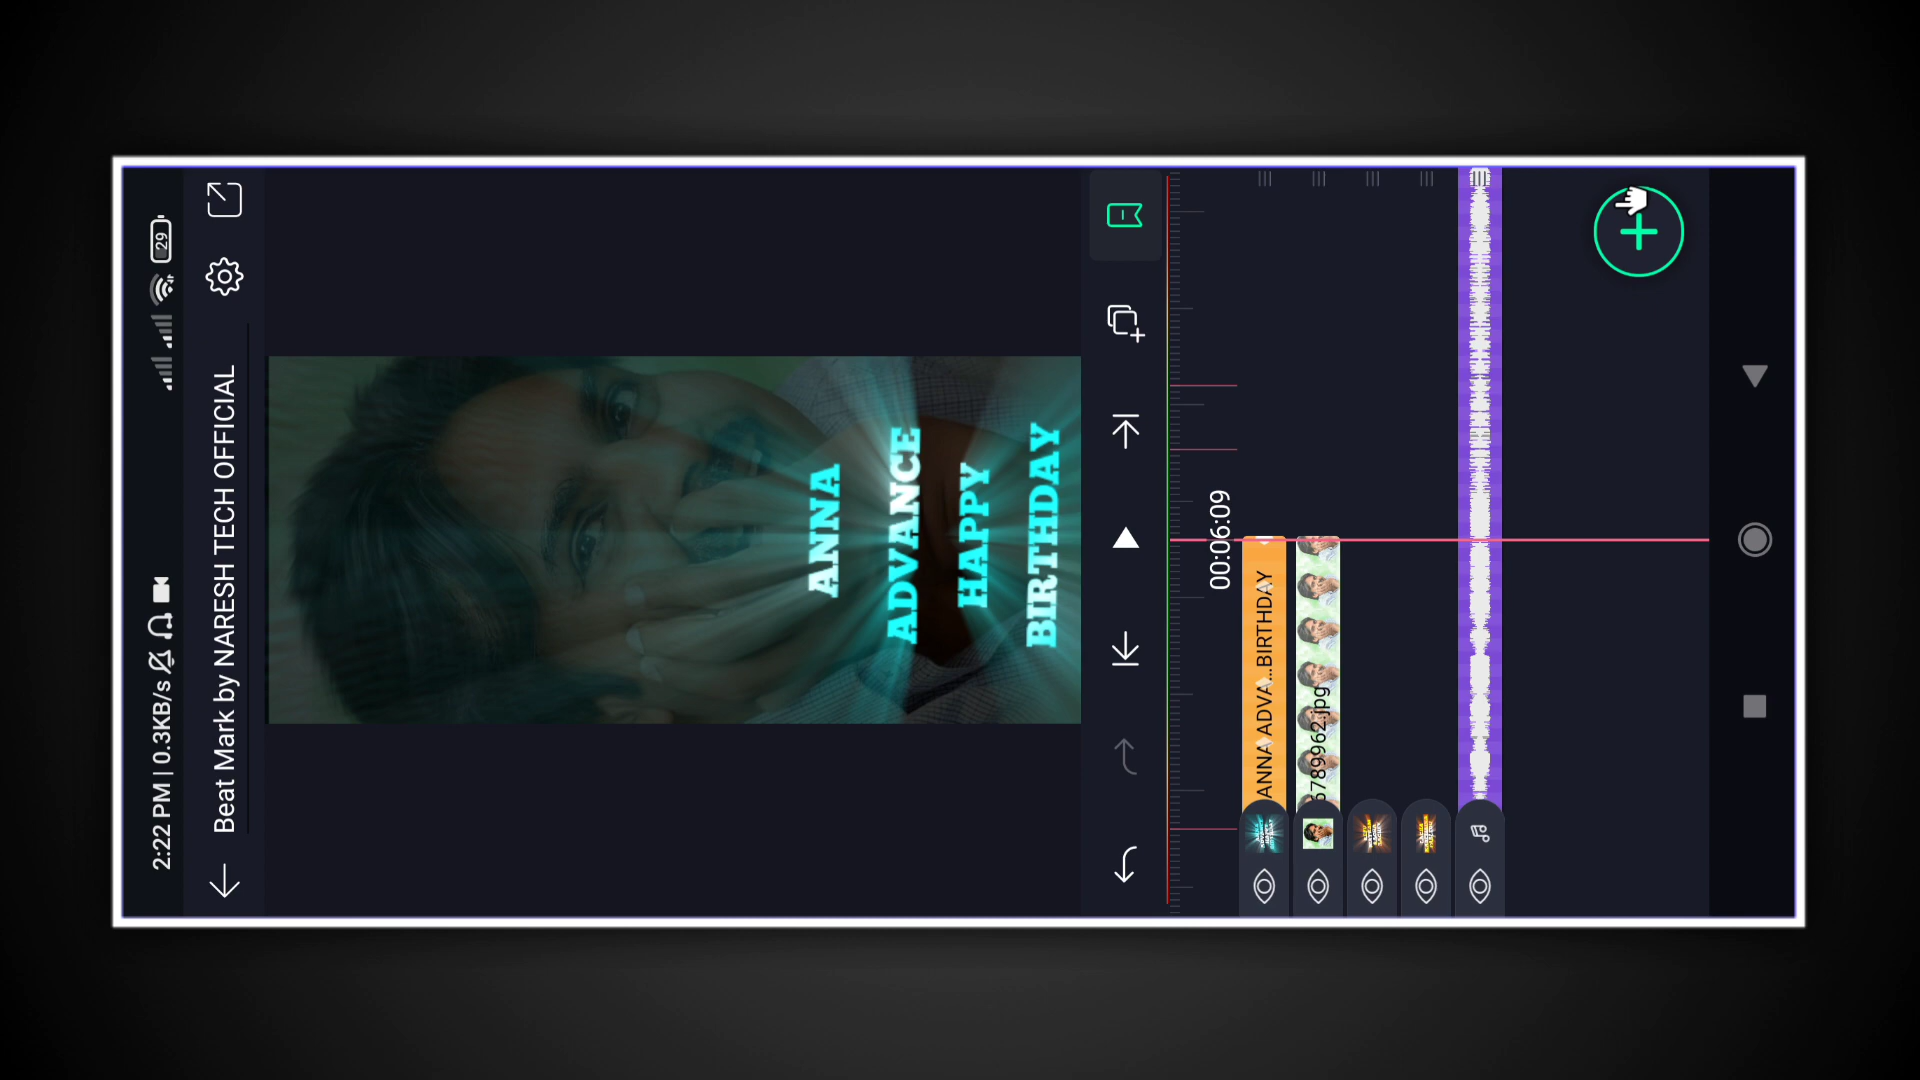 2:22 PM | 0.3KB/s
29
Beat Mark by NARESH TECH OFFICIAL
ANNA
ADVANCE
HAPPY
BIRTHDAY
00:06:09
ANNA ADVA...BIRTHDAY
6789962.jpg